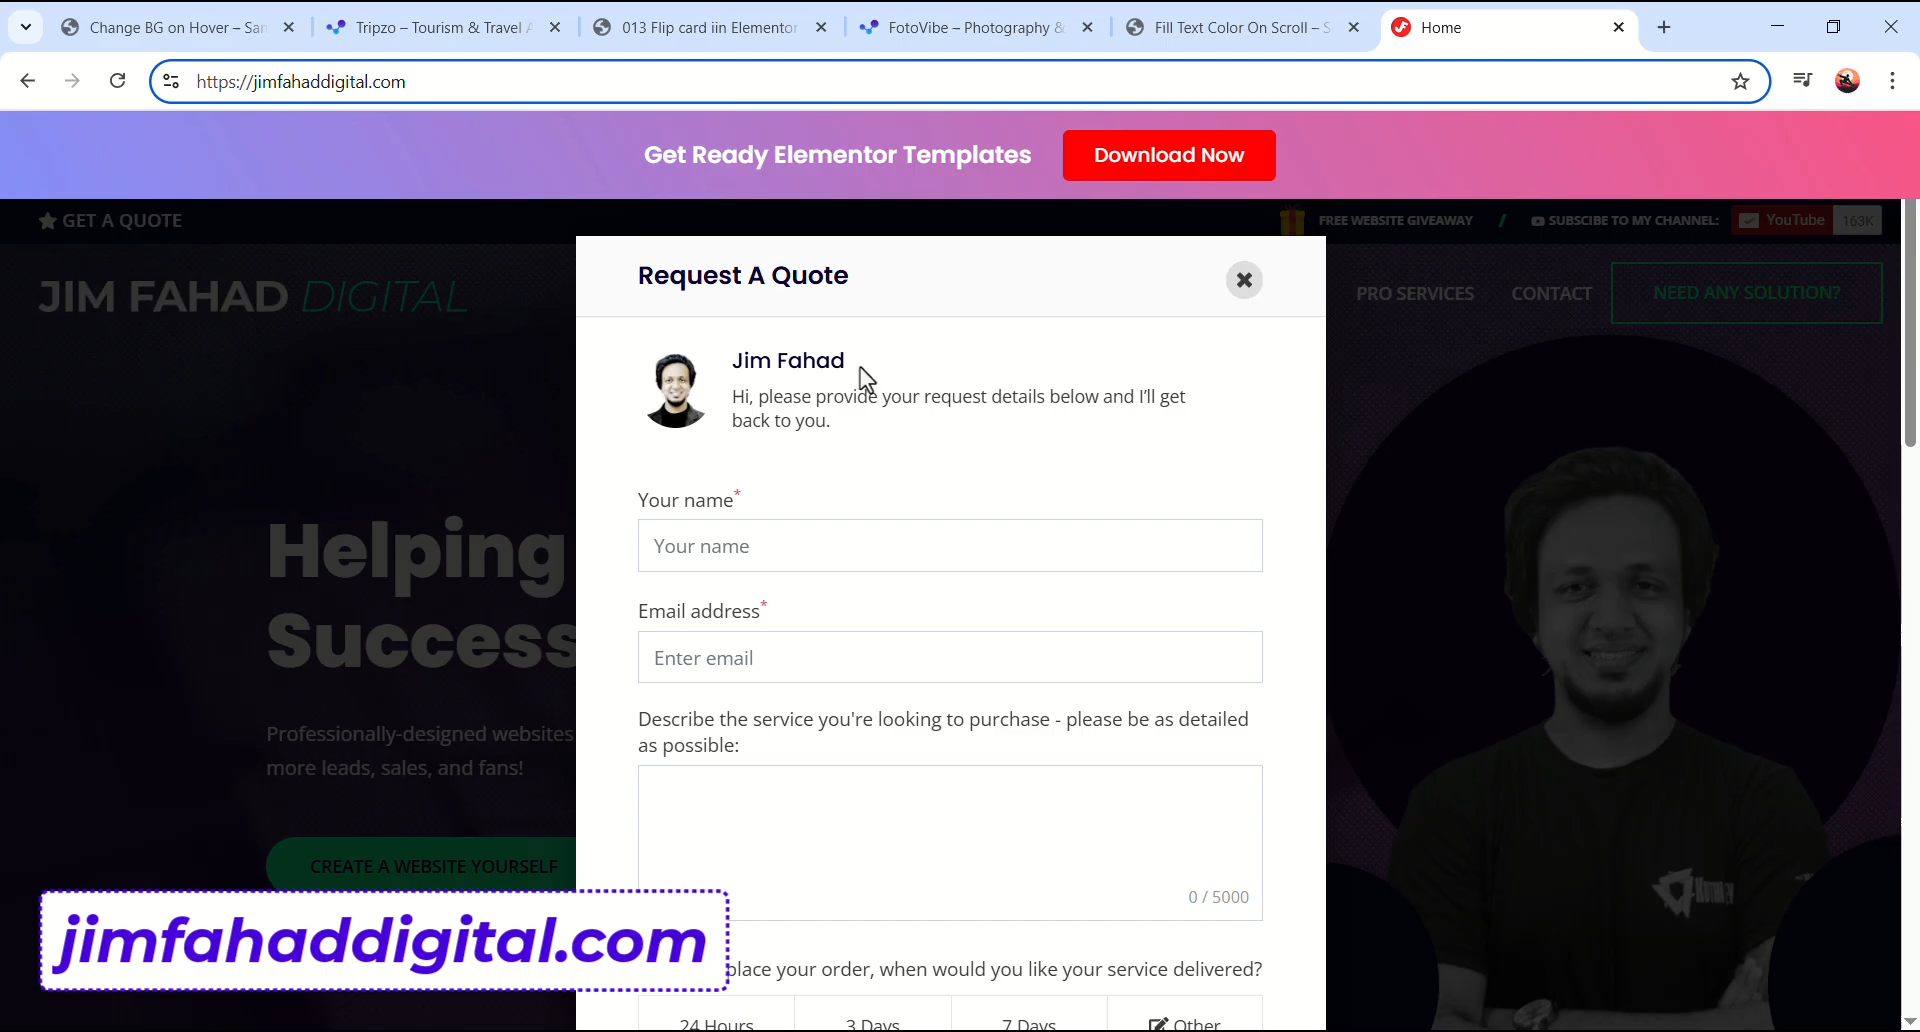 Change BG on Hover – San
Tripzo – Tourism & Travel A
013 Flip card iin Elementor
FotoVibe – Photography &
Fill Text Color On Scroll – S
Home
https://jimfahaddigital.com
Get Ready Elementor Templates
Download Now
GET A QUOTE
FREE WEBSITE GIVEAWAY / SUBSCIBE TO MY CHANNEL:
YouTube 163K
JIM FAHAD DIGITAL
PRO SERVICES
CONTACT
NEED ANY SOLUTION?
Request A Quote
Jim Fahad
Hi, please provide your request details below and I'll get
back to you.
Your name*
Your name
Email address*
Enter email
Describe the service you're looking to purchase - please be as detailed
as possible:
0 / 5000
Helping
Success
Professionally-designed websites
more leads, sales, and fans!
CREATE A WEBSITE YOURSELF
jimfahaddigital.com
place your order, when would you like your service delivered?
24 Hours
3 Days
7 Days
Other